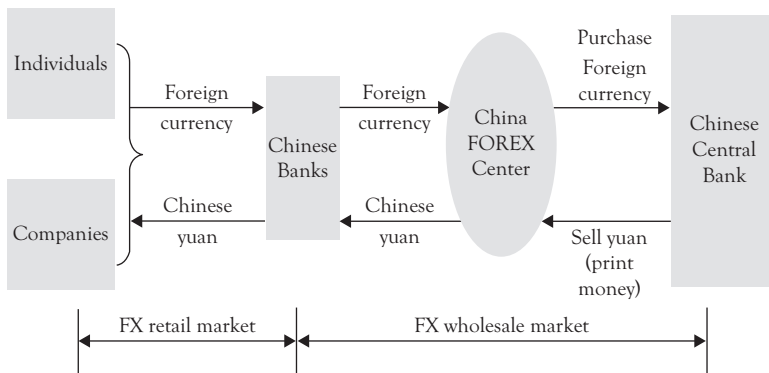 Individuals
Companies
Foreign
currency
Chinese
yuan
Chinese
Banks
Foreign
currency
Chinese
yuan
China
FOREX
Center
Purchase
Foreign
currency
Sell yuan
(print
money)
Chinese
Central
Bank
FX retail market
FX wholesale market